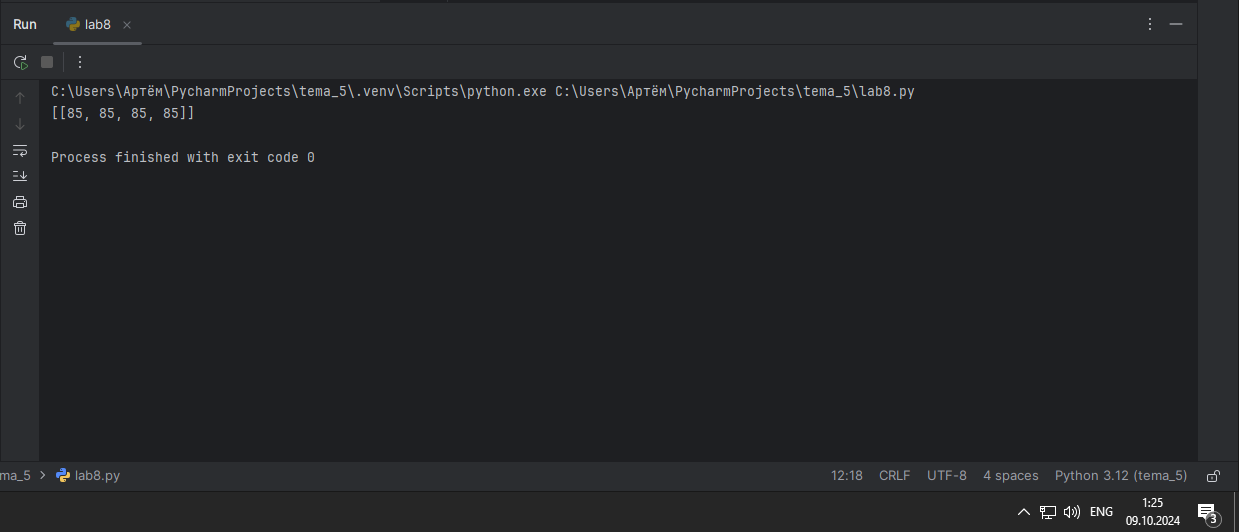 Run lab8
C:\Users\Артём\PycharmProjects\tema_5\.venv\Scripts\python.exe C:\Users\Артём\PycharmProjects\tema_5\lab8.py
[[85, 85, 85, 85]]
Process finished with exit code 0
ma_5 > lab8.py 12:18 CRLF UTF-8 4 spaces Python 3.12 (tema_5)
ENG 1:25
09.10.2024 3